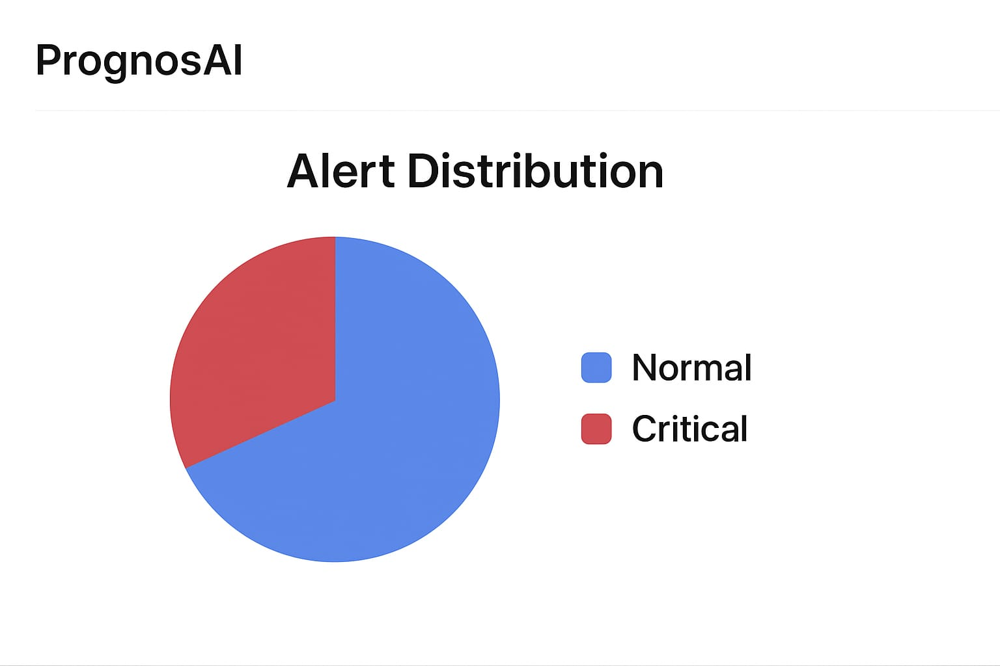 PrognosAI
Alert Distribution
Normal
Critical